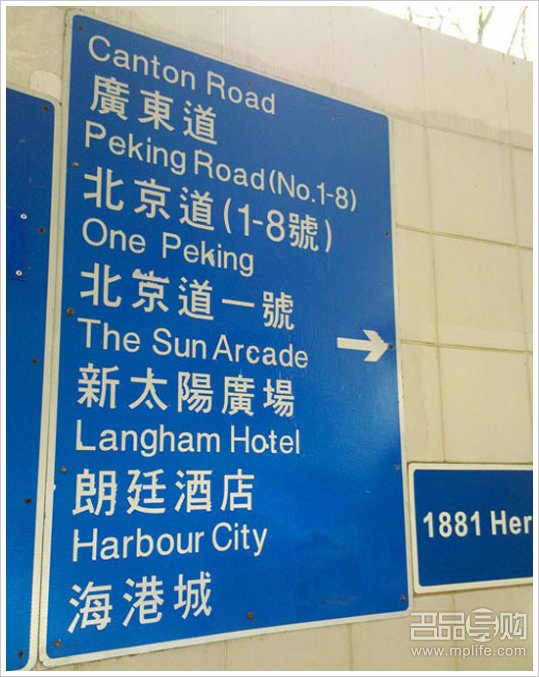 Canton Road
廣東道
Peking Road (No.1-8)
北京道(1-8號)
One Peking
北京道一號
The Sun Arcade
新太陽廣場
Langham Hotel
朗廷酒店
Harbour City
海港城
1881 Her
名品导购
www.mplife.com